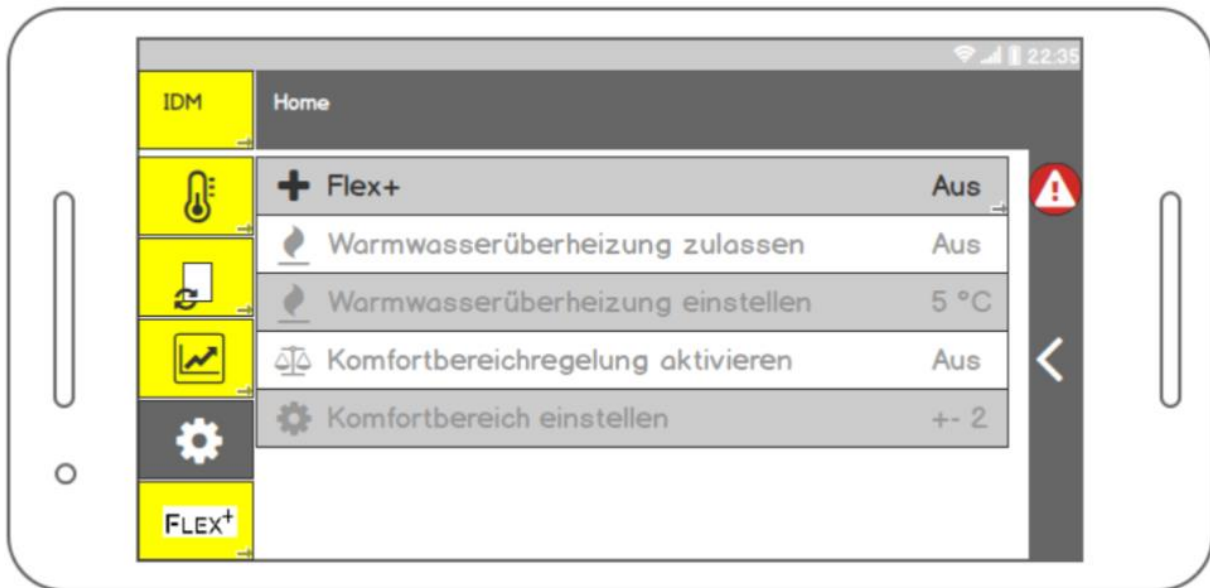 22:35
IDM
Home
Flex+ Aus
Warmwasserüberheizung zulassen Aus
Warmwasserüberheizung einstellen 5 °C
Komfortbereichregelung aktivieren Aus
Komfortbereich einstellen +- 2
FLEX+